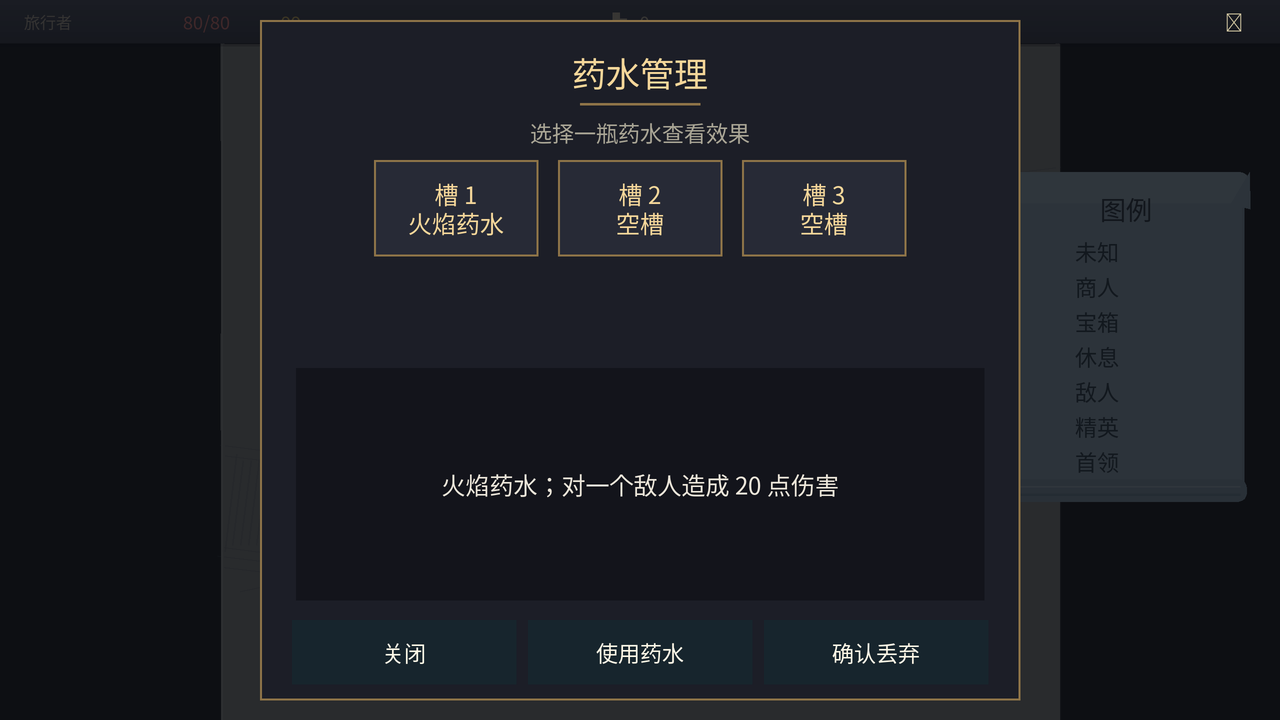 旅行者 80/80
药水管理
选择一瓶药水查看效果
槽 1
火焰药水
槽 2
空槽
槽 3
空槽
火焰药水；对一个敌人造成 20 点伤害
关闭
使用药水
确认丢弃
图例
未知
商人
宝箱
休息
敌人
精英
首领